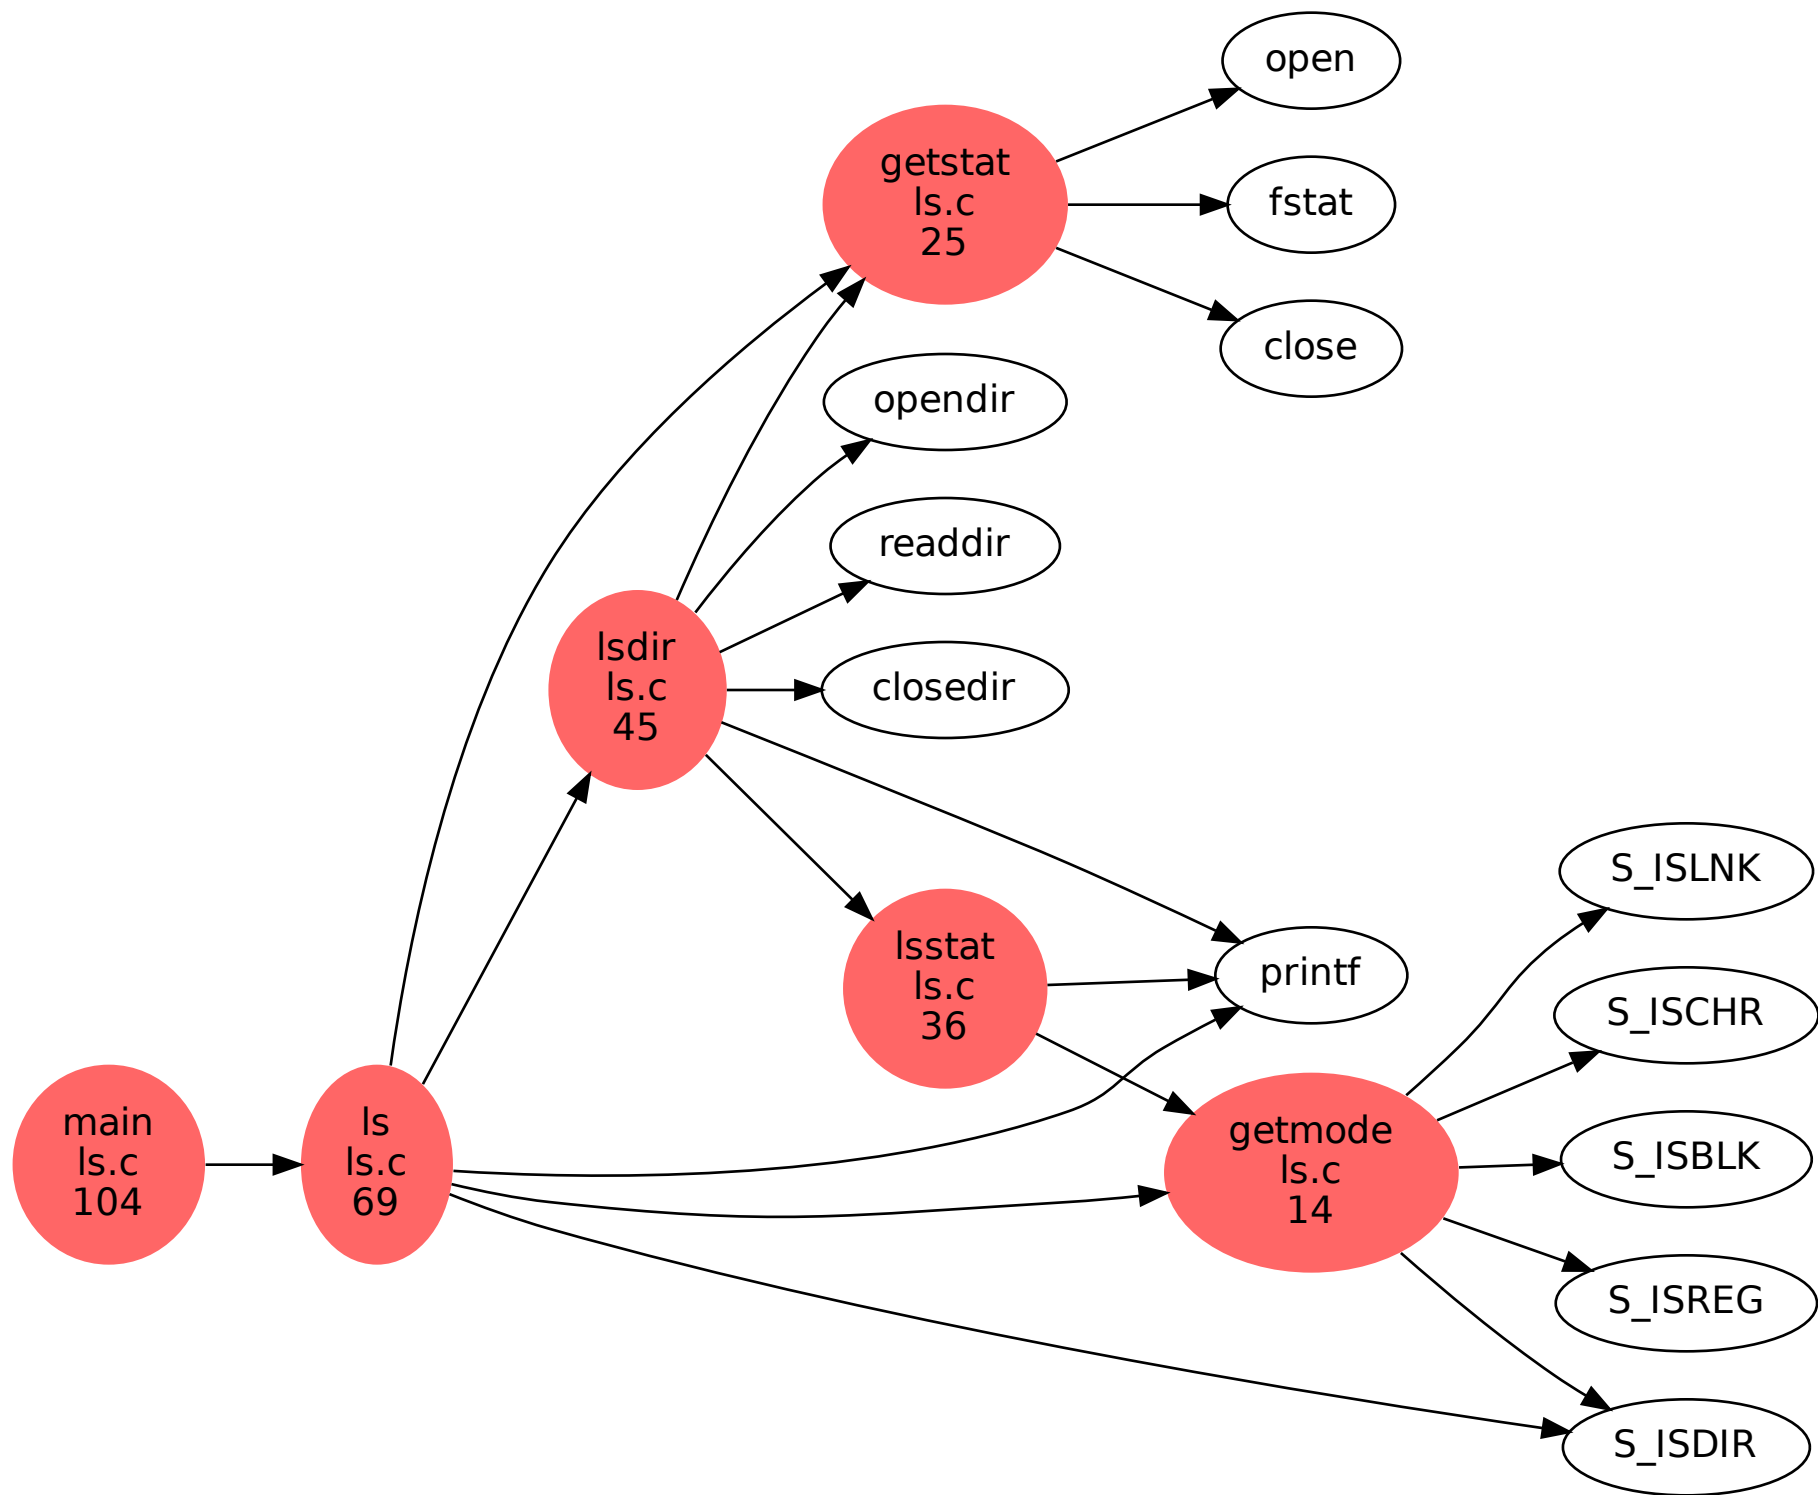 open
getstat
ls.c
25
fstat
close
opendir
readdir
closedir
lsdir
ls.c
45
S_ISLNK
lsstat
ls.c
36
printf
S_ISCHR
main
ls.c
104
ls
ls.c
69
getmode
ls.c
14
S_ISBLK
S_ISREG
S_ISDIR